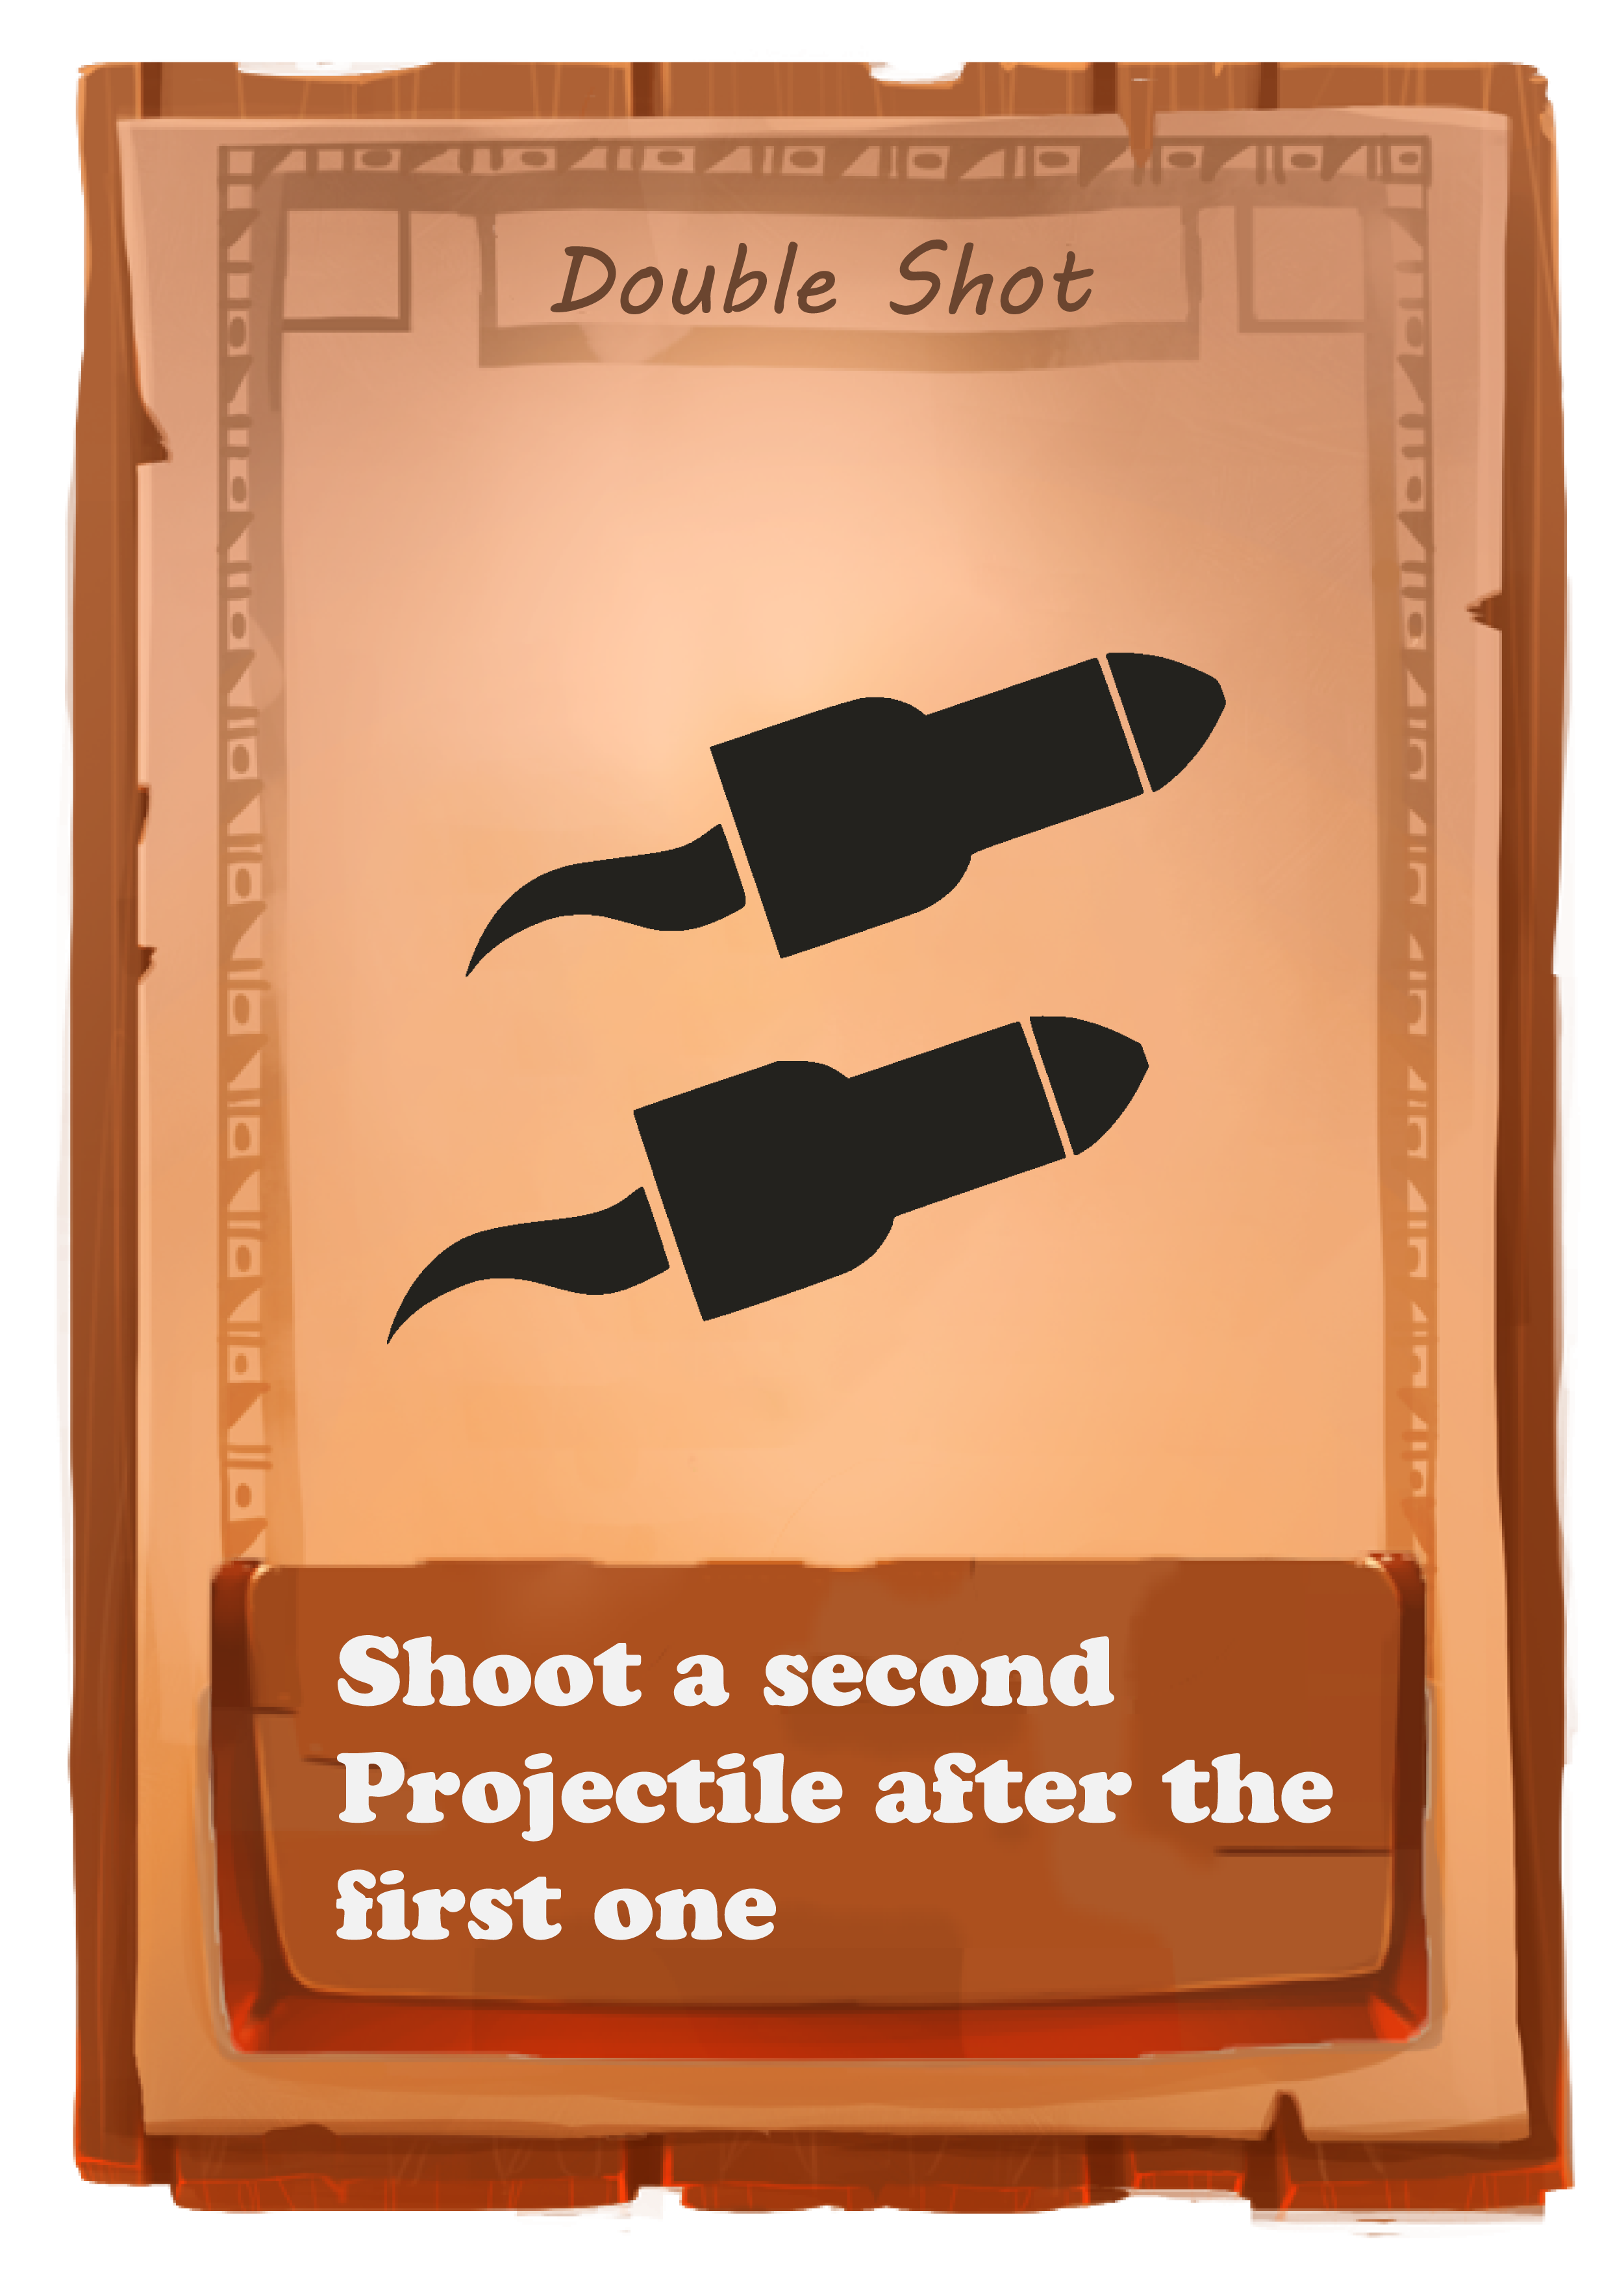 Double Shot
Shoot a second
Projectile after the
first one